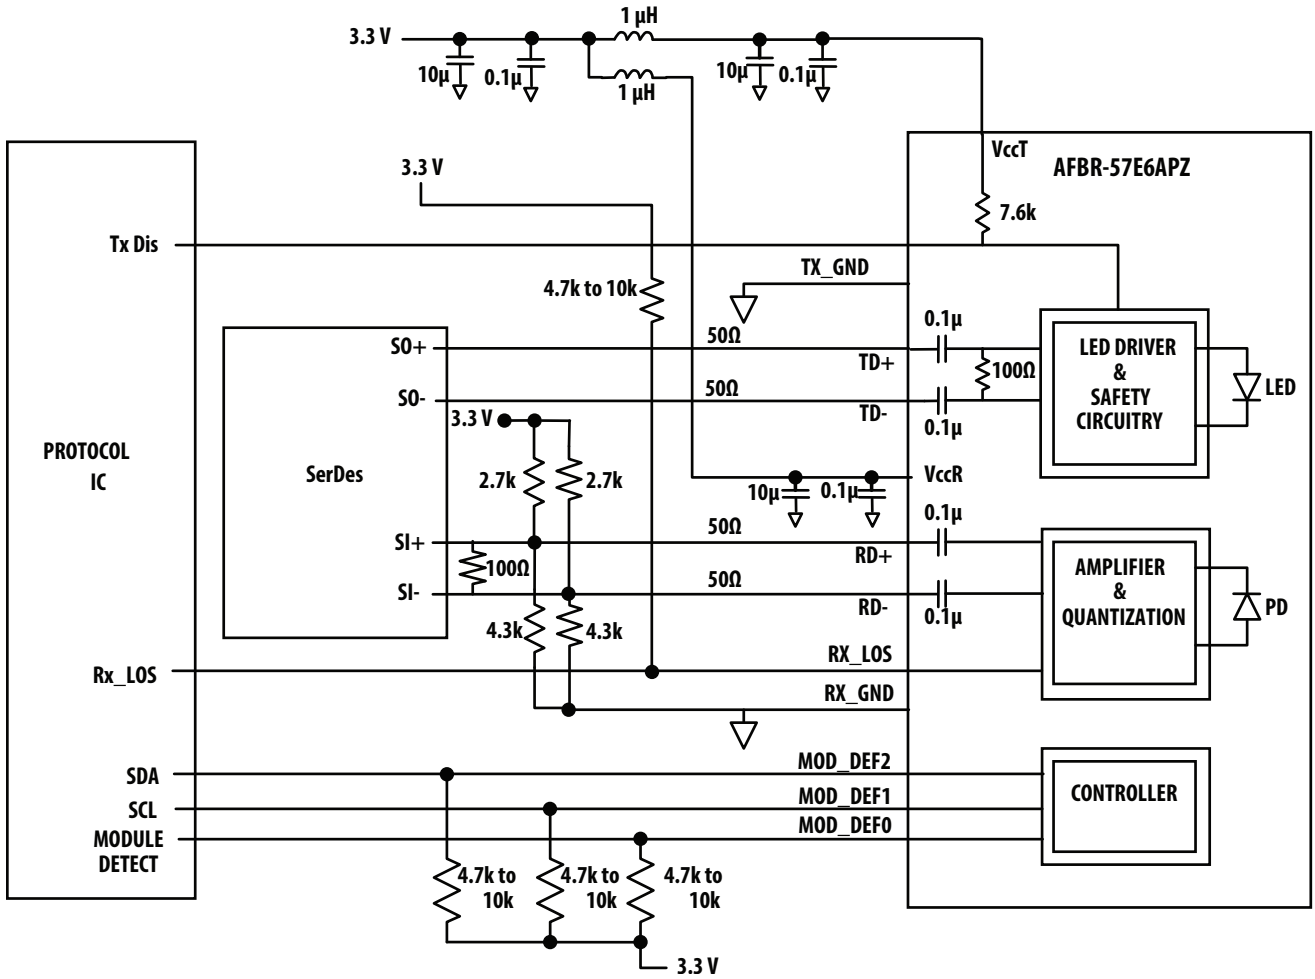 1 µH
3.3 V
10µ
0.1µ
10µ
0.1µ
1 µH
VccT
AFBR-57E6APZ
3.3 V
7.6k
Tx Dis
TX_GND
4.7k to 10k
0.1µ
50Ω
SO+
TD+
LED DRIVER
&
SAFETY
CIRCUITRY
100Ω
LED
50Ω
SO-
TD-
0.1µ
3.3 V
PROTOCOL
IC
SerDes
2.7k
2.7k
VccR
10µ
0.1µ
0.1µ
50Ω
SI+
RD+
100Ω
AMPLIFIER
&
QUANTIZATION
50Ω
SI-
RD-
PD
0.1µ
4.3k
4.3k
RX_LOS
Rx_LOS
RX_GND
MOD_DEF2
SDA
CONTROLLER
MOD_DEF1
SCL
MOD_DEF0
MODULE
DETECT
4.7k to
10k
4.7k to
10k
4.7k to
10k
3.3 V